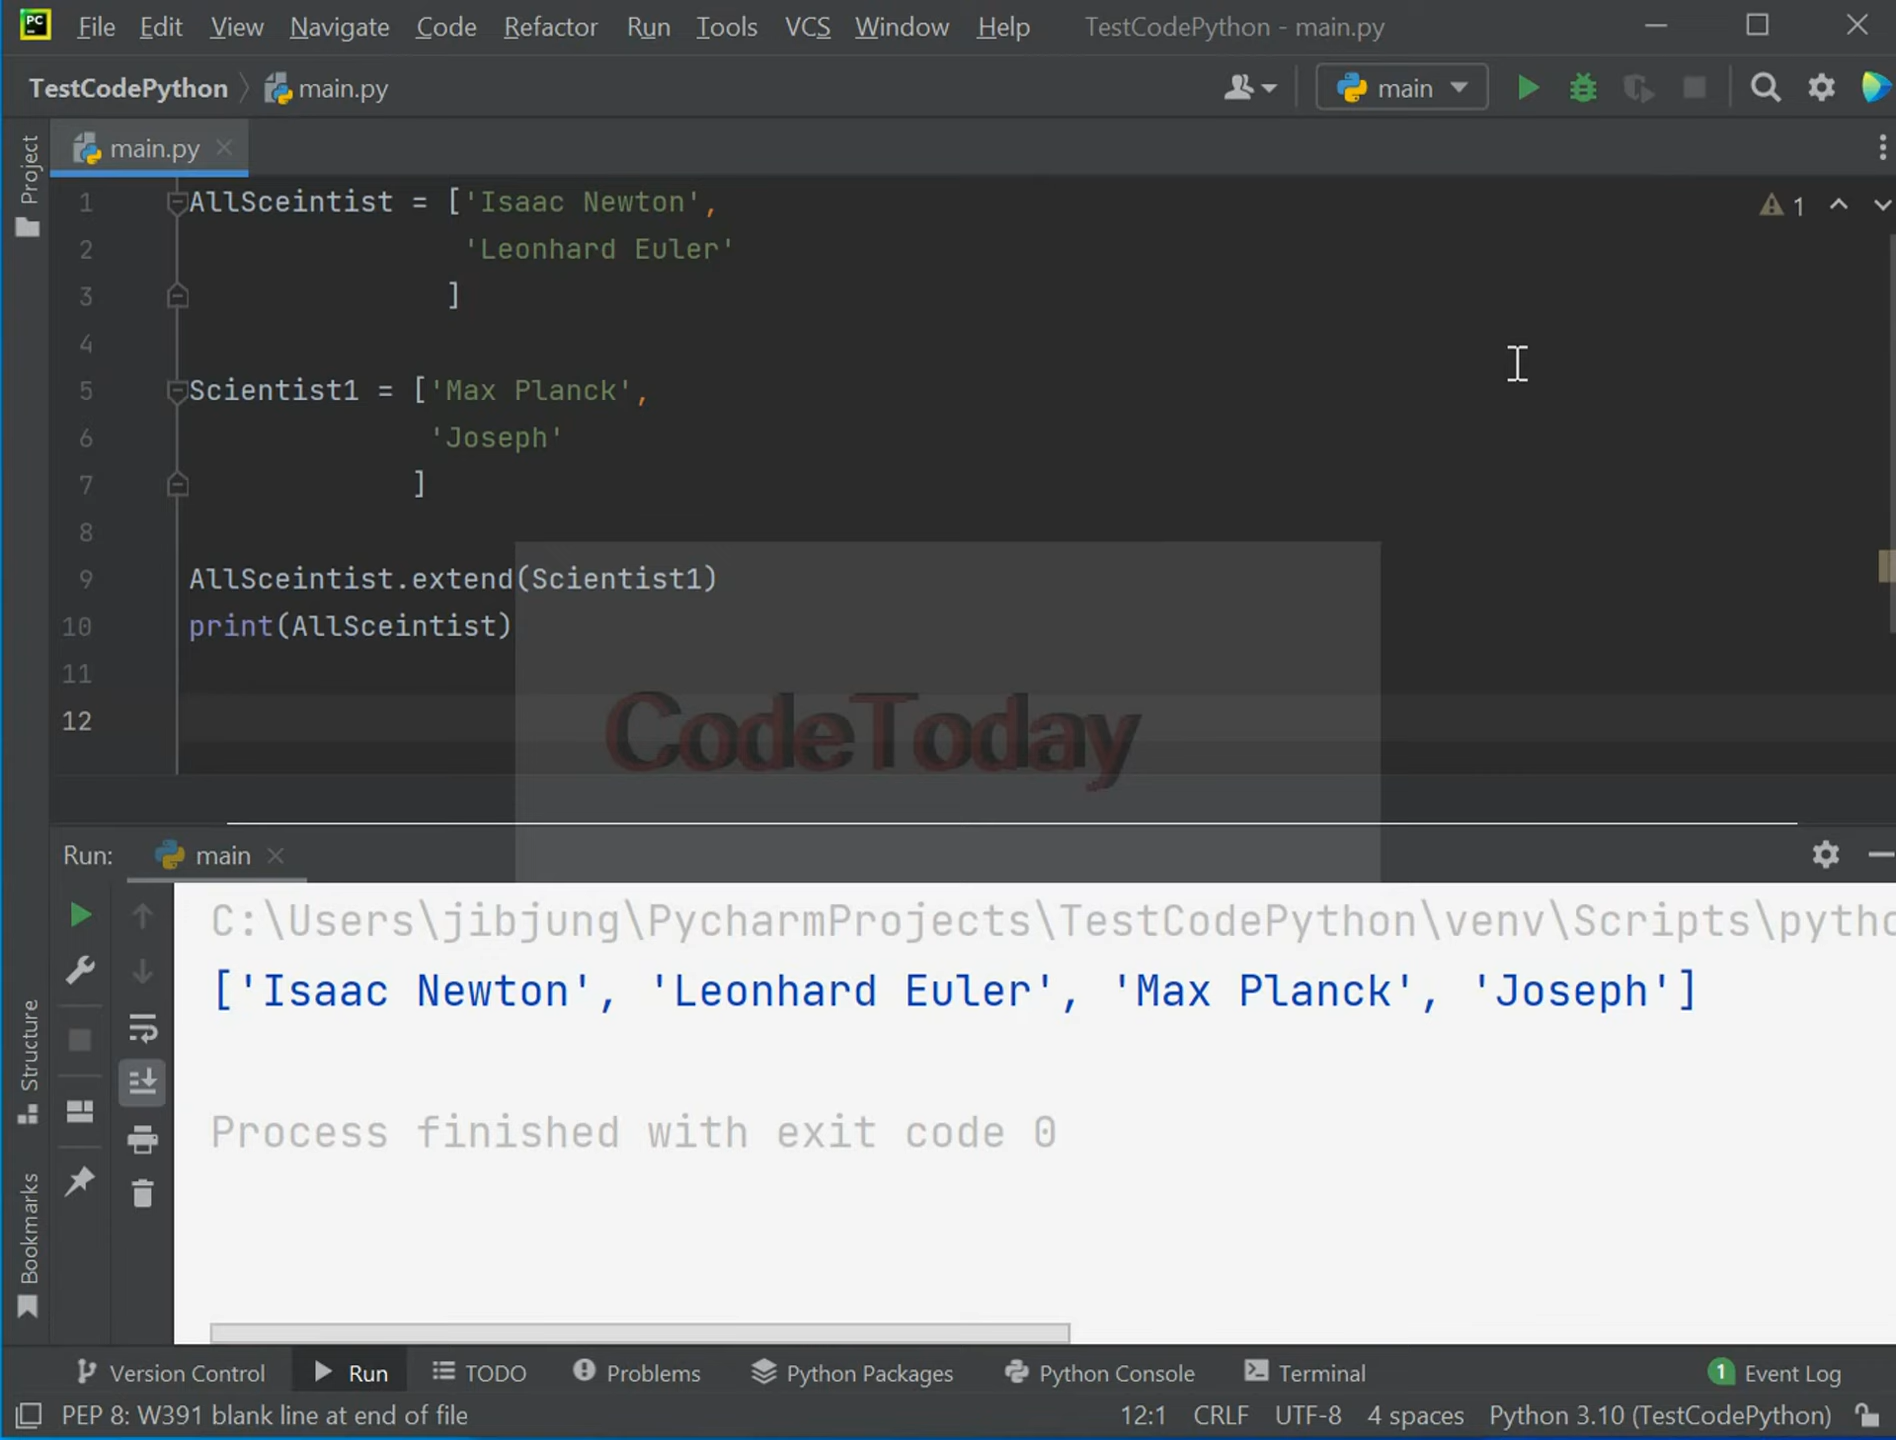 PC File Edit View Navigate Code Refactor Run Tools VCS Window Help TestCodePython - main.py
TestCodePython main.py main
Project
main.py
1 AllSceintist = ['Isaac Newton', 1
2 'Leonhard Euler'
3 ]
4
5 Scientist1 = ['Max Planck',
6 'Joseph'
7 ]
8
9 AllSceintist.extend(Scientist1)
10 print(AllSceintist)
11
12
CodeToday
Run: main
C:\Users\jibjung\PycharmProjects\TestCodePython\venv\Scripts\pytho
['Isaac Newton', 'Leonhard Euler', 'Max Planck', 'Joseph']
Process finished with exit code 0
Structure
Bookmarks
Version Control Run TODO Problems Python Packages Python Console Terminal 1 Event Log
PEP 8: W391 blank line at end of file 12:1 CRLF UTF-8 4 spaces Python 3.10 (TestCodePython)